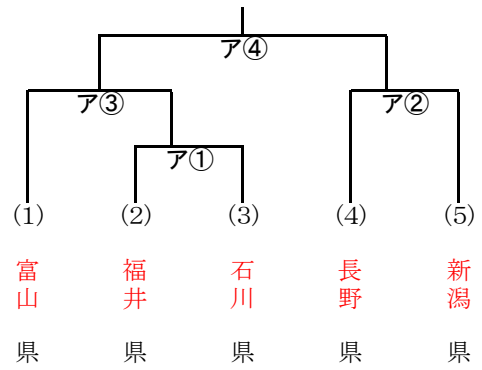 ア④
ア③
ア②
ア①
(1)
(2)
(3)
(4)
(5)
富山県
福井県
石川県
長野県
新潟県